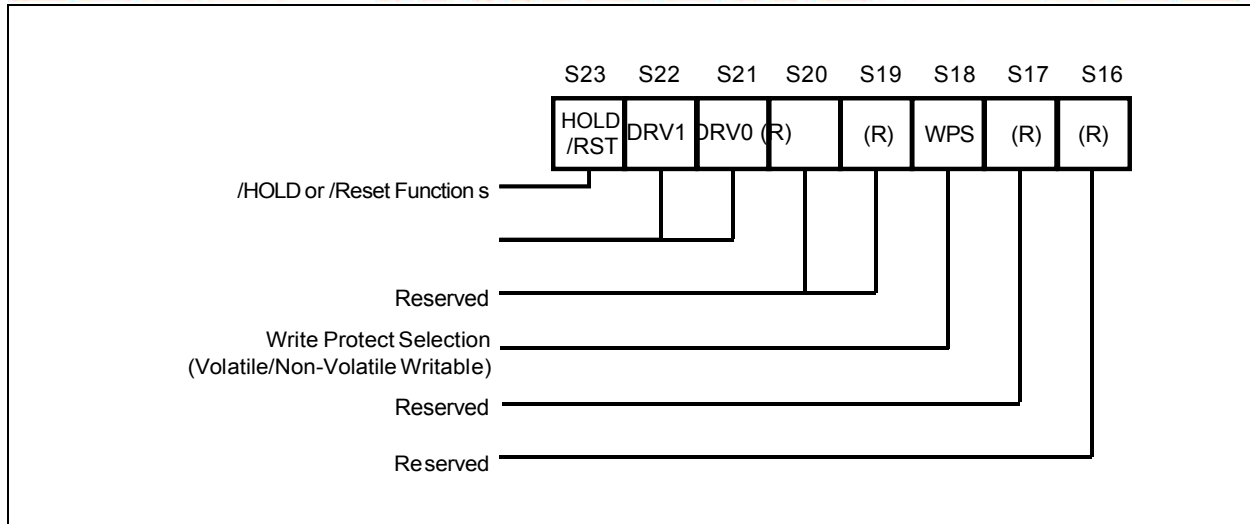 S23 S22 S21 S20 S19 S18 S17 S16
HOLD
/RST DRV1 DRV0 (R) (R) WPS (R) (R)
/HOLD or /Reset Function s
Reserved
Write Protect Selection
(Volatile/Non-Volatile Writable)
Reserved
Reserved